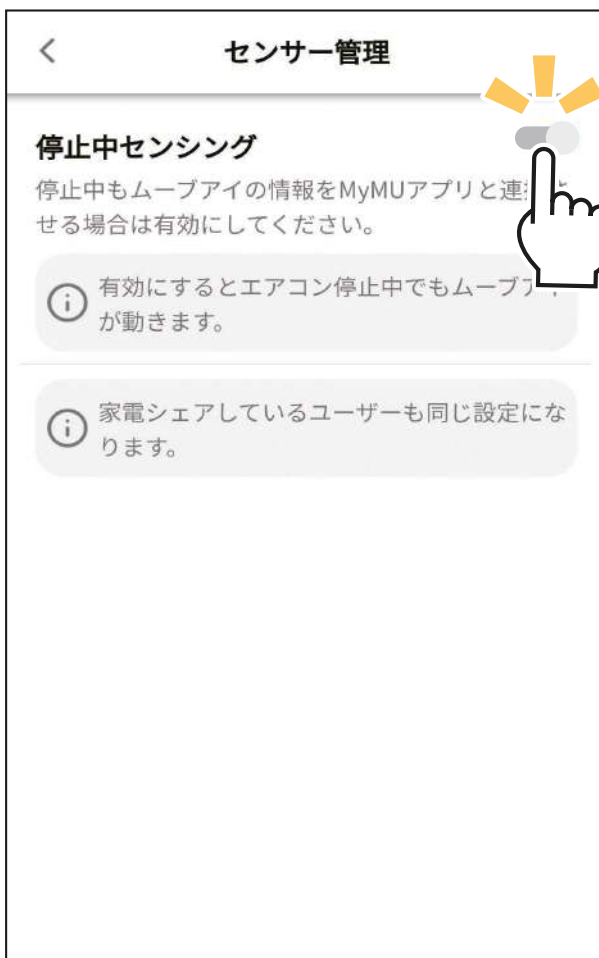 センサー管理
停止中センシング
停止中もムーブアイの情報をMyMUアプリと連
せる場合は有効にしてください。
有効にするとエアコン停止中でもムーブアイ
が動きます。
家電シェアしているユーザーも同じ設定にな
ります。